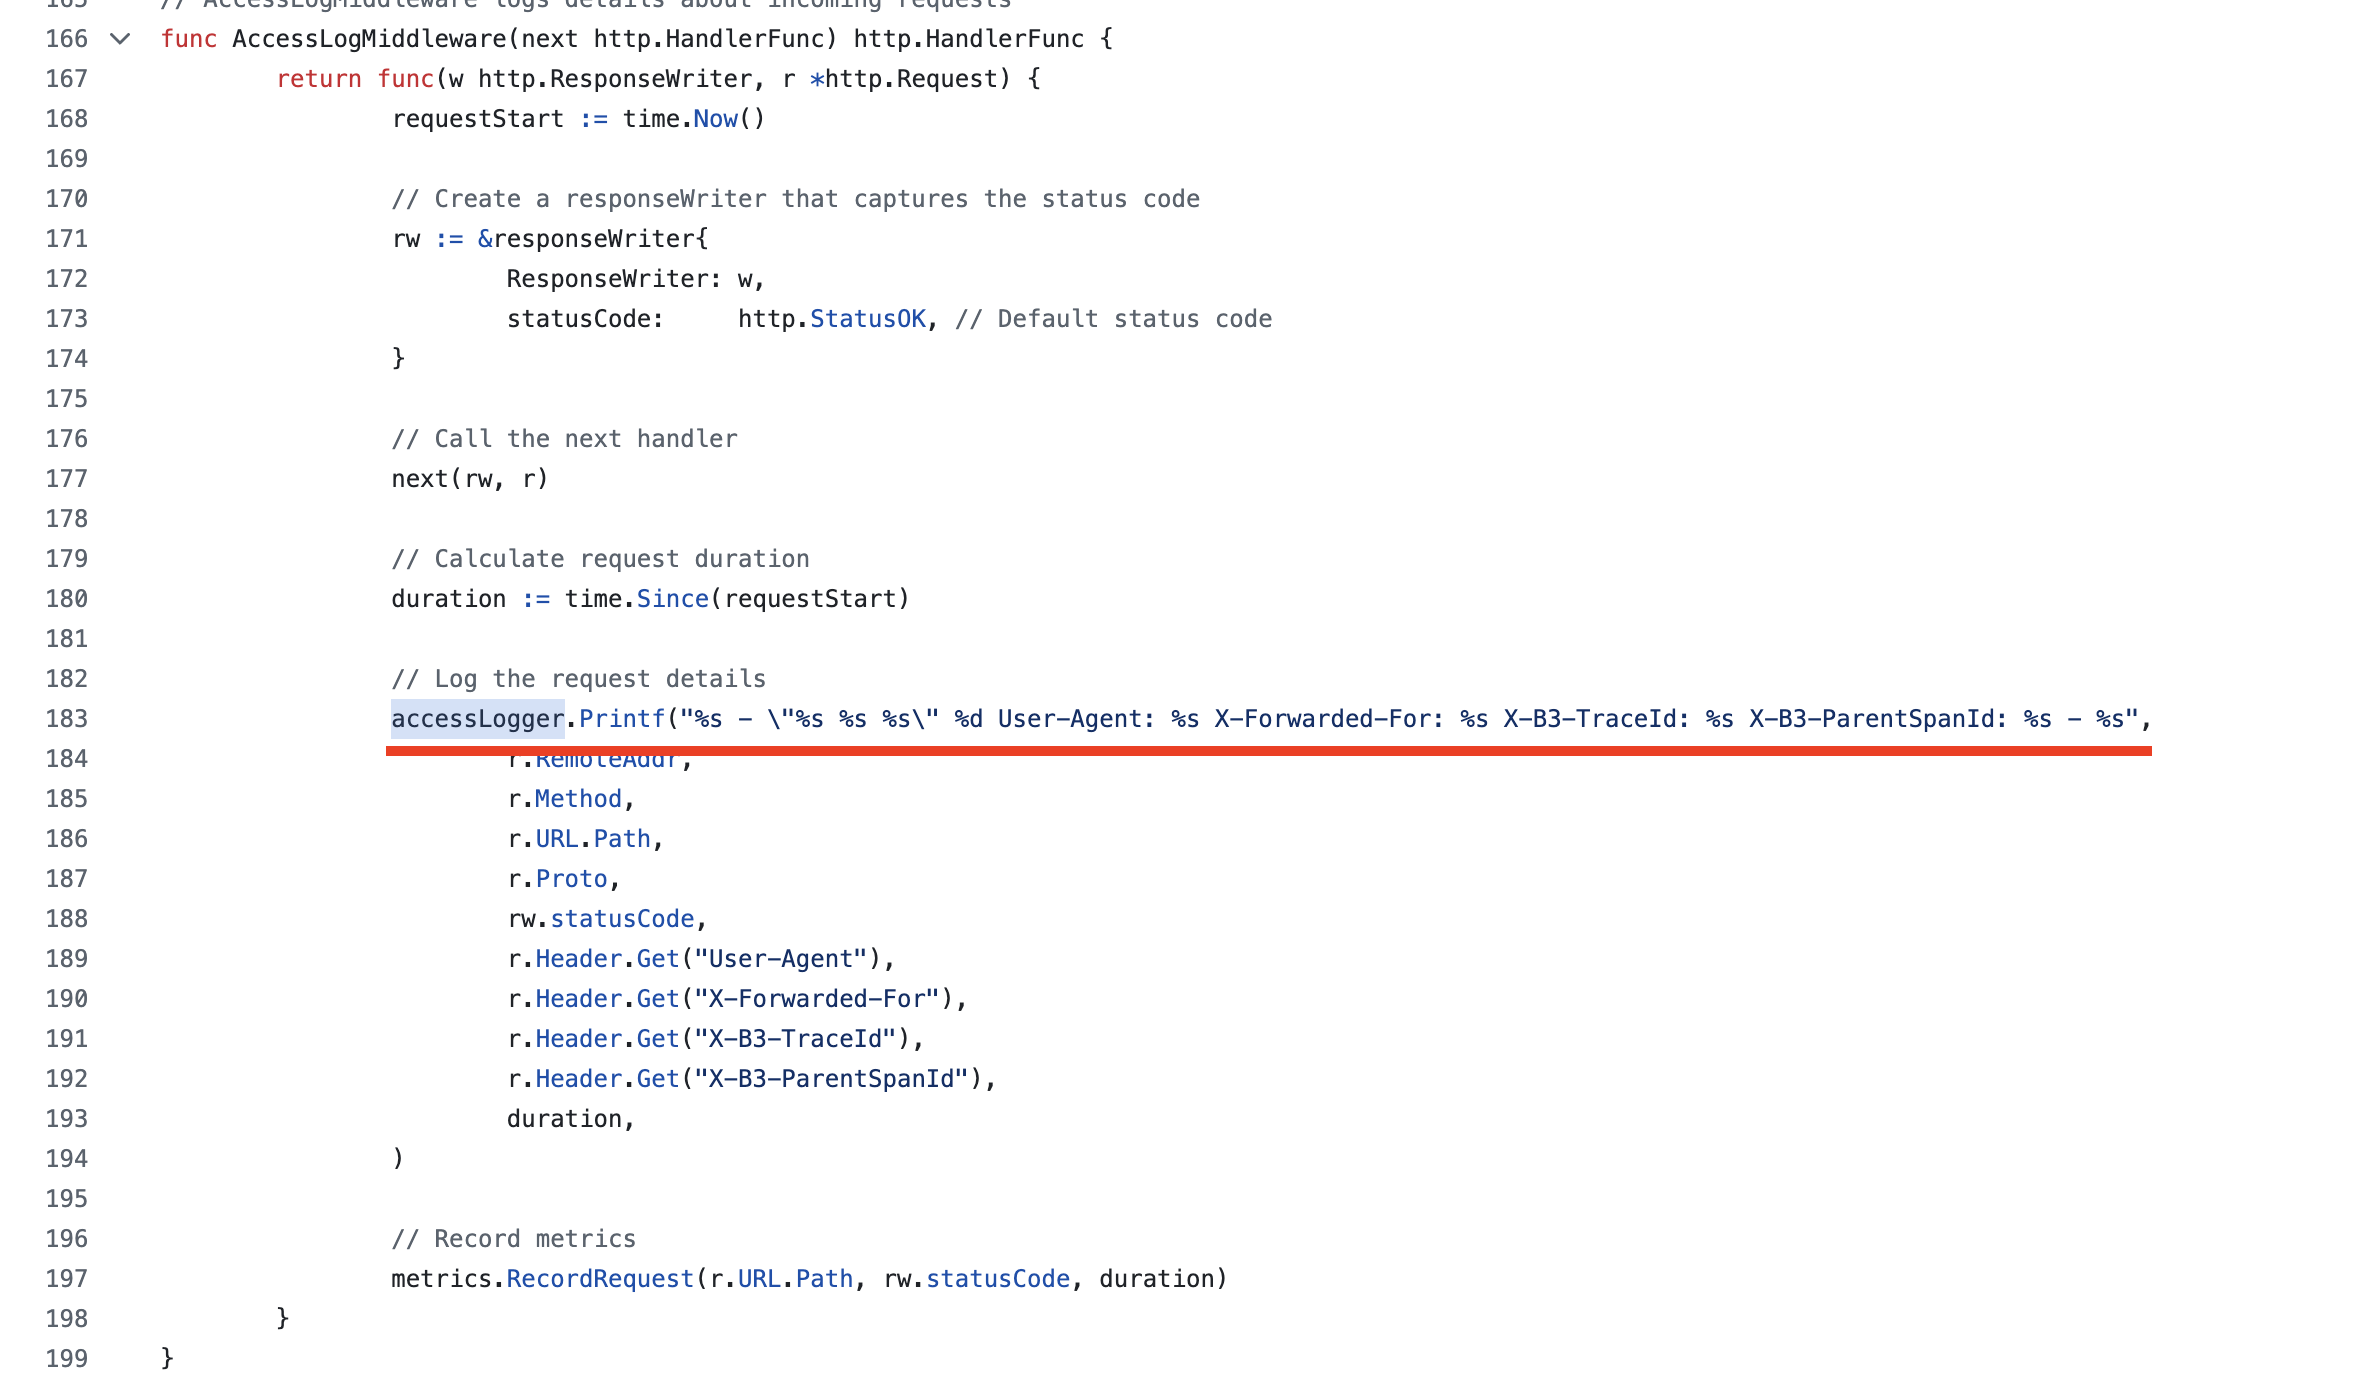 165 // AccessLogMiddleware logs details about incoming requests
166 func AccessLogMiddleware(next http.HandlerFunc) http.HandlerFunc {
167 return func(w http.ResponseWriter, r *http.Request) {
168 requestStart := time.Now()
169
170 // Create a responseWriter that captures the status code
171 rw := &responseWriter{
172 ResponseWriter: w,
173 statusCode:     http.StatusOK, // Default status code
174 }
175
176 // Call the next handler
177 next(rw, r)
178
179 // Calculate request duration
180 duration := time.Since(requestStart)
181
182 // Log the request details
183 accessLogger.Printf("%s - \"%s %s %s\" %d User-Agent: %s X-Forwarded-For: %s X-B3-TraceId: %s X-B3-ParentSpanId: %s - %s",
184 r.RemoteAddr,
185 r.Method,
186 r.URL.Path,
187 r.Proto,
188 rw.statusCode,
189 r.Header.Get("User-Agent"),
190 r.Header.Get("X-Forwarded-For"),
191 r.Header.Get("X-B3-TraceId"),
192 r.Header.Get("X-B3-ParentSpanId"),
193 duration,
194 )
195
196 // Record metrics
197 metrics.RecordRequest(r.URL.Path, rw.statusCode, duration)
198 }
199 }